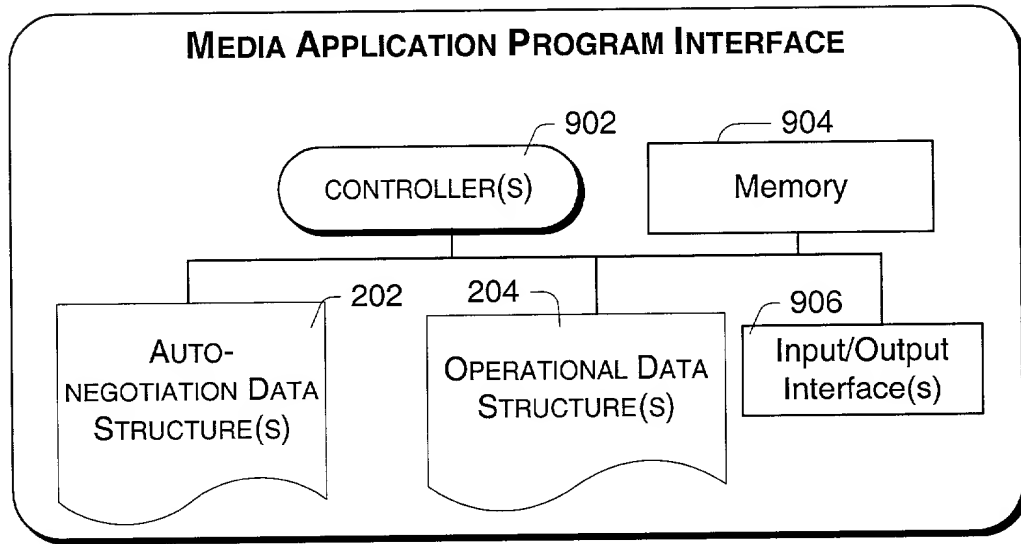 MEDIA APPLICATION PROGRAM INTERFACE
902
904
CONTROLLER(S)
Memory
202
204
906
AUTO-
NEGOTIATION DATA
STRUCTURE(S)
OPERATIONAL DATA
STRUCTURE(S)
Input/Output
Interface(s)